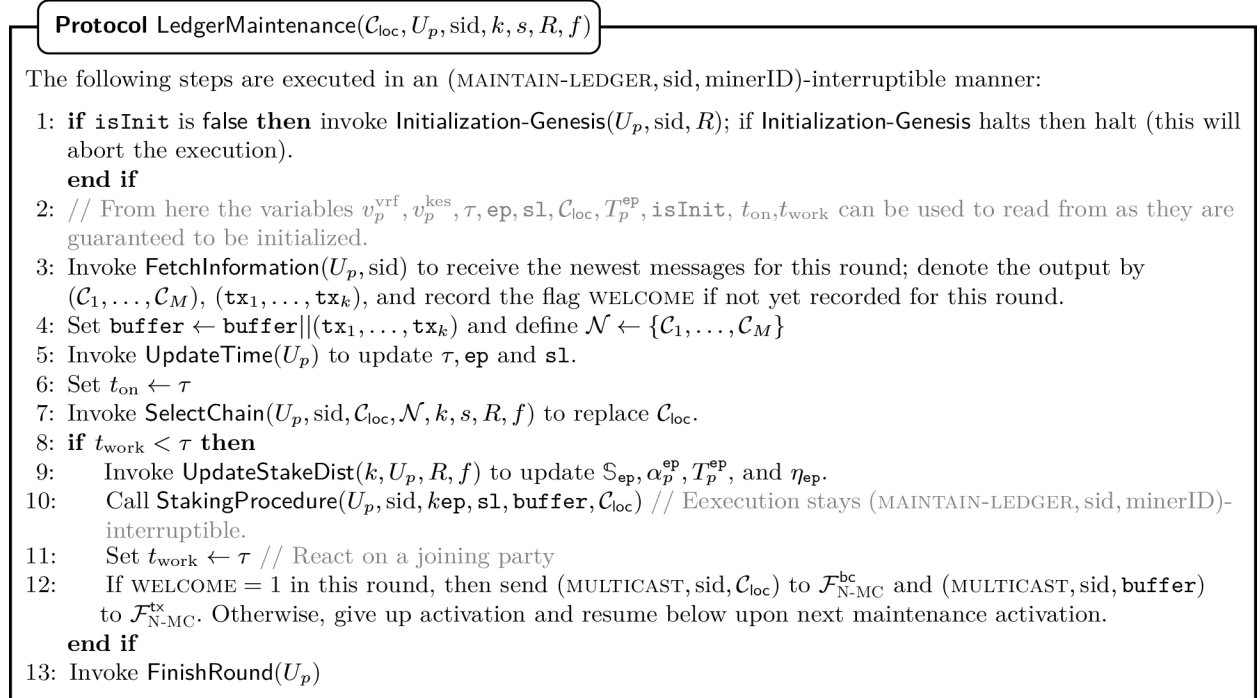 Protocol LedgerMaintenance(𝒞_loc, U_p, sid, k, s, R, f)
The following steps are executed in an (MAINTAIN-LEDGER, sid, minerID)-interruptible manner:
1: if isInit is false then invoke Initialization-Genesis(U_p, sid, R); if Initialization-Genesis halts then halt (this will
abort the execution).
end if
2: // From here the variables v_p^vrf, v_p^kes, τ, ep, sl, 𝒞_loc, T_p^ep, isInit, t_on,t_work can be used to read from as they are
guaranteed to be initialized.
3: Invoke FetchInformation(U_p, sid) to receive the newest messages for this round; denote the output by
(𝒞_1, . . . , 𝒞_M), (tx_1, . . . , tx_k), and record the flag WELCOME if not yet recorded for this round.
4: Set buffer ← buffer||(tx_1, . . . , tx_k) and define 𝒩 ← {𝒞_1, . . . , 𝒞_M}
5: Invoke UpdateTime(U_p) to update τ, ep and sl.
6: Set t_on ← τ
7: Invoke SelectChain(U_p, sid, 𝒞_loc, 𝒩, k, s, R, f) to replace 𝒞_loc.
8: if t_work < τ then
9: Invoke UpdateStakeDist(k, U_p, R, f) to update 𝕊_ep, α_p^ep, T_p^ep, and η_ep.
10: Call StakingProcedure(U_p, sid, kep, sl, buffer, 𝒞_loc) // Eexecution stays (MAINTAIN-LEDGER, sid, minerID)-
interruptible.
11: Set t_work ← τ // React on a joining party
12: If WELCOME = 1 in this round, then send (MULTICAST, sid, 𝒞_loc) to ℱ_N-MC^bc and (MULTICAST, sid, buffer)
to ℱ_N-MC^tx. Otherwise, give up activation and resume below upon next maintenance activation.
end if
13: Invoke FinishRound(U_p)